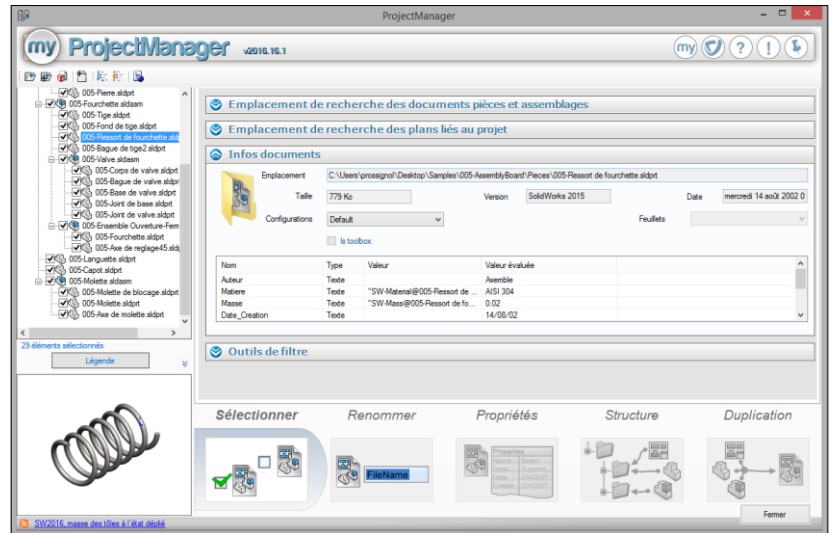 ProjectManager
my ProjectManager v2016.16.1
my ? !
005-Pierre.sldprt
005-Fourchette.sldasm
005-Tige.sldprt
005-Fond de tige.sldprt
005-Ressort de fourchette.sld
005-Bague de tige2.sldprt
005-Valve.sldasm
005-Corps de valve.sldprt
005-Bague de valve.sldpr
005-Base de valve.sldprt
005-Joint de base.sldprt
005-Joint de valve.sldprt
005-Ensemble Ouverture-Ferm
005-Fourchette.sldprt
005-Axe de reglage45.sld
005-Languette.sldprt
005-Capot.sldprt
005-Molette.sldasm
005-Molette de blocage.sldprt
005-Molette.sldprt
005-Axe de molette.sldprt
29 éléments sélectionnés
Légende
Emplacement de recherche des documents pièces et assemblages
Emplacement de recherche des plans liés au projet
Infos documents
Emplacement C:\Users\prossignol\Desktop\Samples\005-AssemblyBoard\Pieces\005-Ressort de fourchette.sldprt
Taille 779 Ko Version SolidWorks 2015 Date mercredi 14 août 2002 0
Configurations Default Feuillets
Is toolbox
Nom Type Valeur Valeur évaluée
Auteur Texte Axemble
Matiere Texte "SW-Material@005-Ressort de ... AISI 304
Masse Texte "SW-Mass@005-Ressort de fo... 0.02
Date_Creation Texte 14/08/02
Outils de filtre
Sélectionner Renommer Propriétés Structure Duplication
FileName
Properties
Fermer
SW2016, masse des tôles à l'état déplié